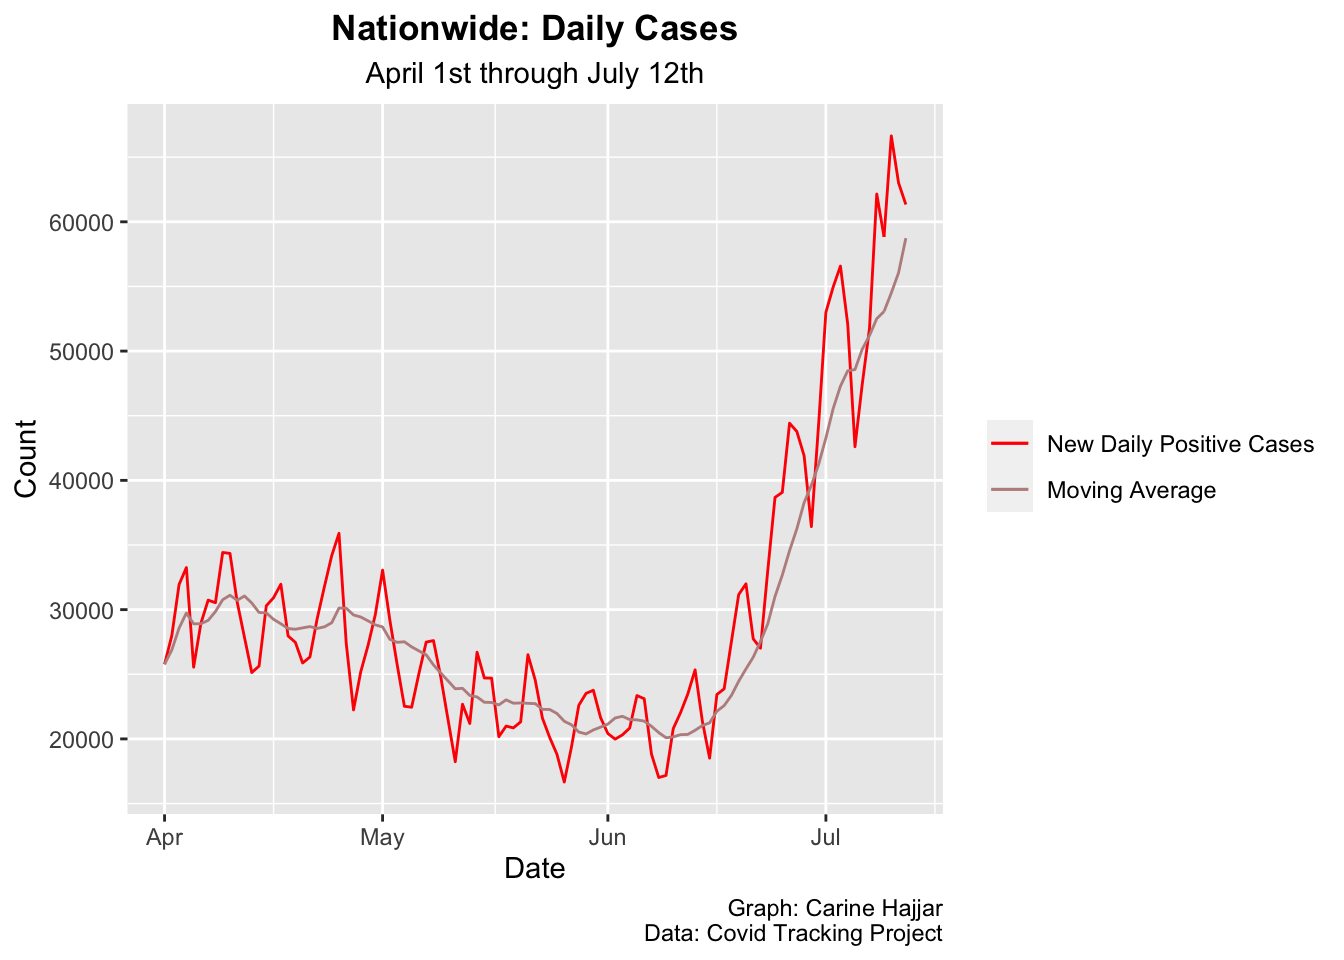 Nationwide: Daily Cases
April 1st through July 12th
Count
60000
50000
40000
30000
20000
Apr May Jun Jul
Date
New Daily Positive Cases
Moving Average
Graph: Carine Hajjar
Data: Covid Tracking Project